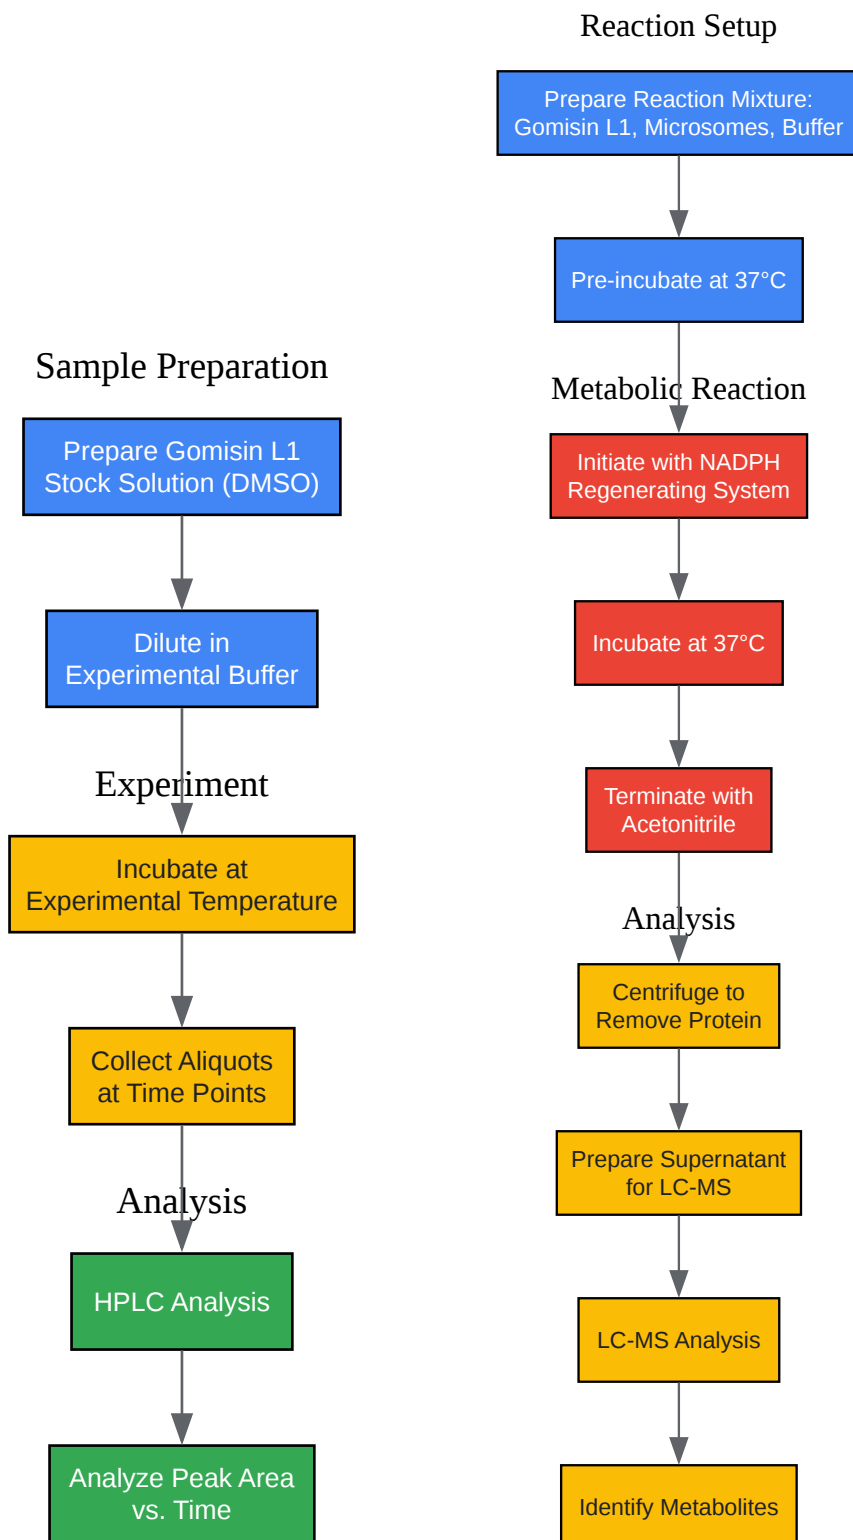 Sample Preparation
Prepare Gomisin L1
Stock Solution (DMSO)
Dilute in
Experimental Buffer
Experiment
Incubate at
Experimental Temperature
Collect Aliquots
at Time Points
Analysis
HPLC Analysis
Analyze Peak Area
vs. Time
Reaction Setup
Prepare Reaction Mixture:
Gomisin L1, Microsomes, Buffer
Pre-incubate at 37°C
Metabolic Reaction
Initiate with NADPH
Regenerating System
Incubate at 37°C
Terminate with
Acetonitrile
Analysis
Centrifuge to
Remove Protein
Prepare Supernatant
for LC-MS
LC-MS Analysis
Identify Metabolites